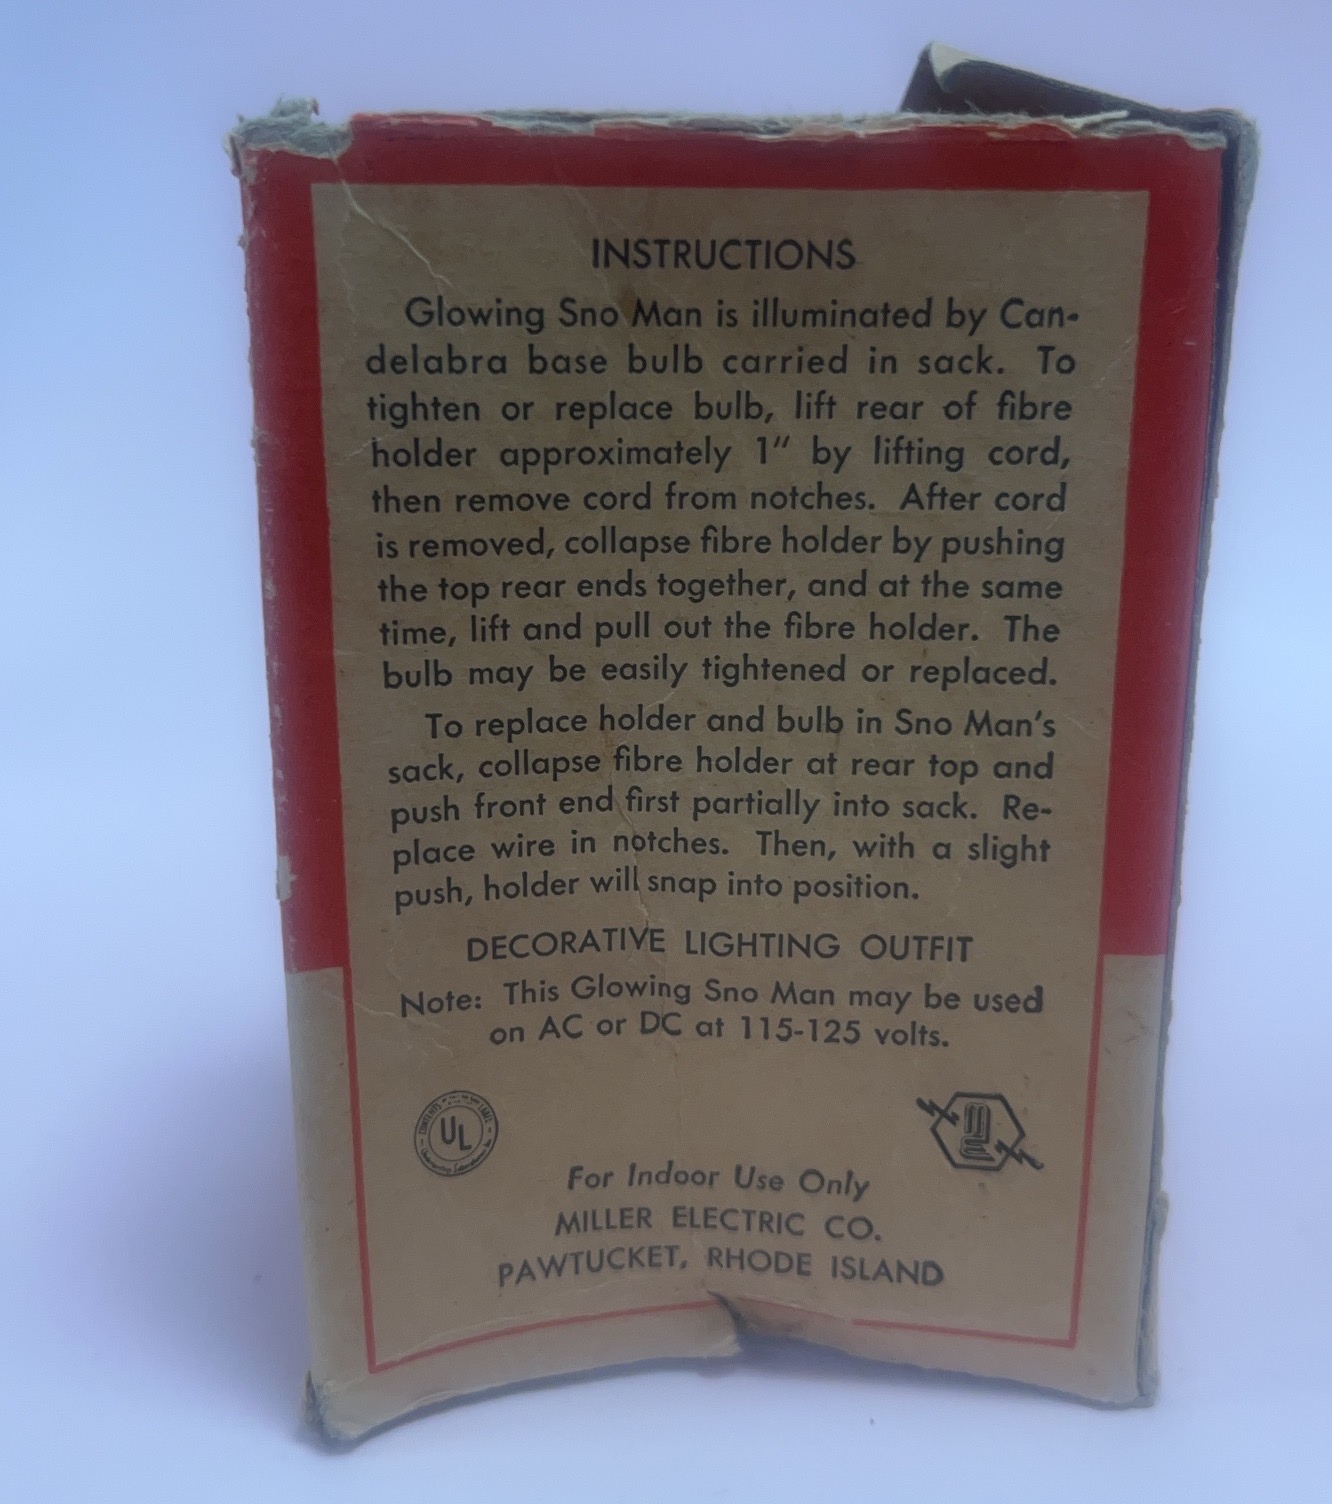 INSTRUCTIONS
Glowing Sno Man is illuminated by Can-
delabra base bulb carried in sack. To
tighten or replace bulb, lift rear of fibre
holder approximately 1" by lifting cord,
then remove cord from notches. After cord
is removed, collapse fibre holder by pushing
the top rear ends together, and at the same
time, lift and pull out the fibre holder. The
bulb may be easily tightened or replaced.
To replace holder and bulb in Sno Man's
sack, collapse fibre holder at rear top and
push front end first partially into sack. Re-
place wire in notches. Then, with a slight
push, holder will snap into position.
DECORATIVE LIGHTING OUTFIT
Note: This Glowing Sno Man may be used
on AC or DC at 115-125 volts.
UL
For Indoor Use Only
MILLER ELECTRIC CO.
PAWTUCKET, RHODE ISLAND